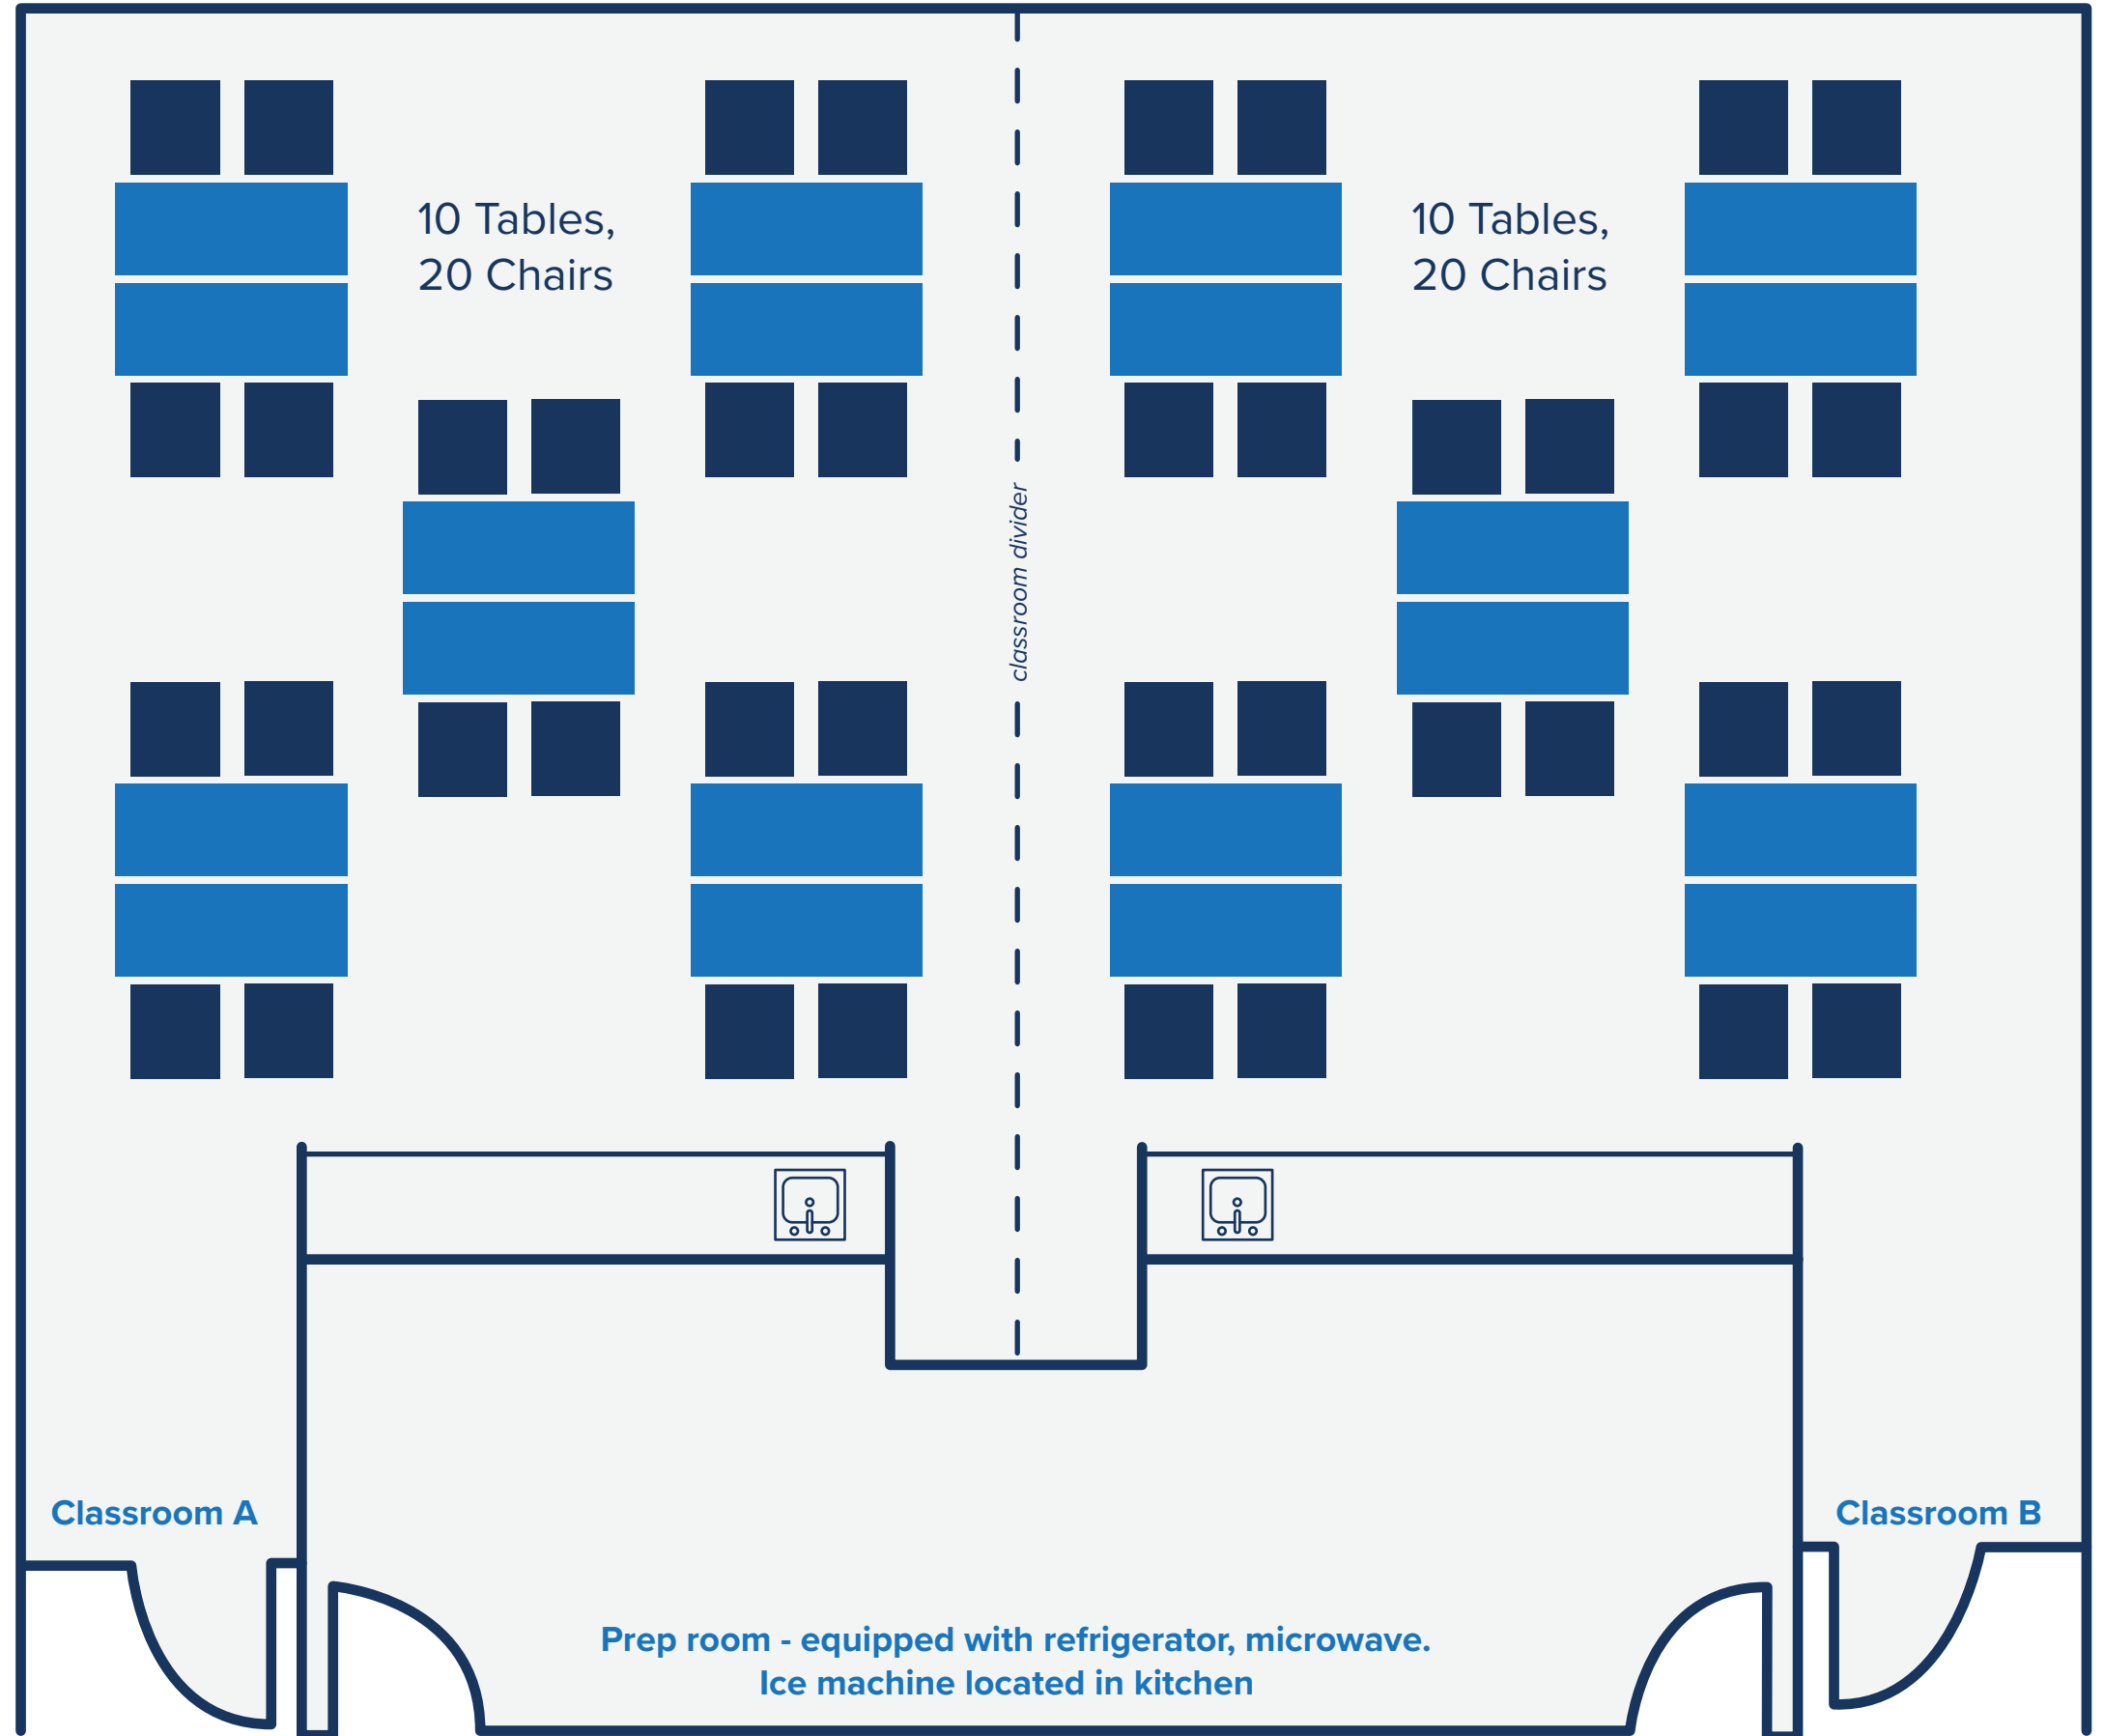 10 Tables,
20 Chairs
10 Tables,
20 Chairs
classroom divider
Classroom A
Classroom B
Prep room - equipped with refrigerator, microwave.
Ice machine located in kitchen